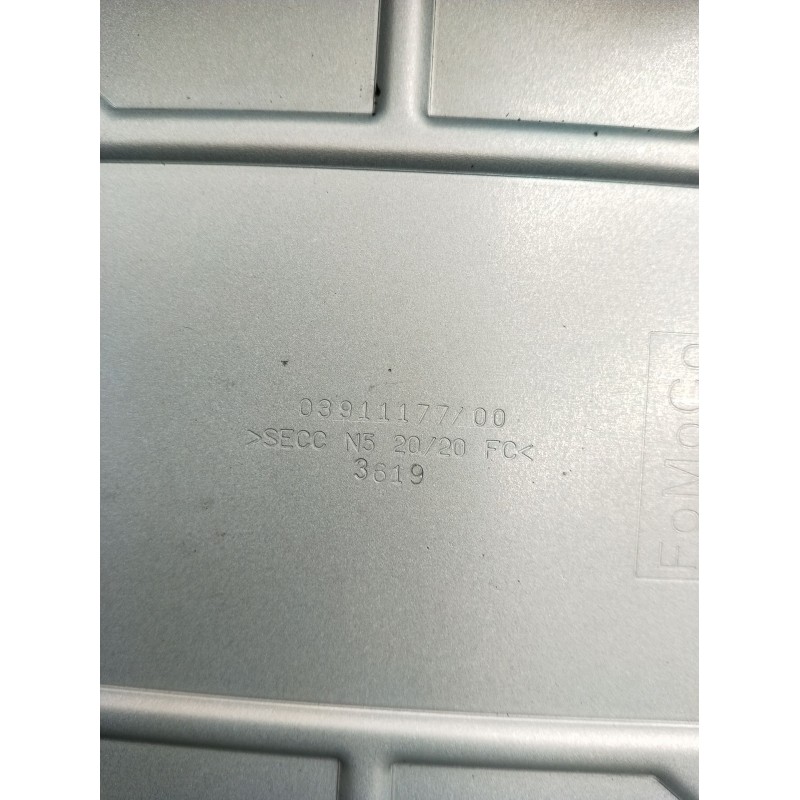 03911177/00
>SECC N5 20/20 FC<
3619
FoMoCo